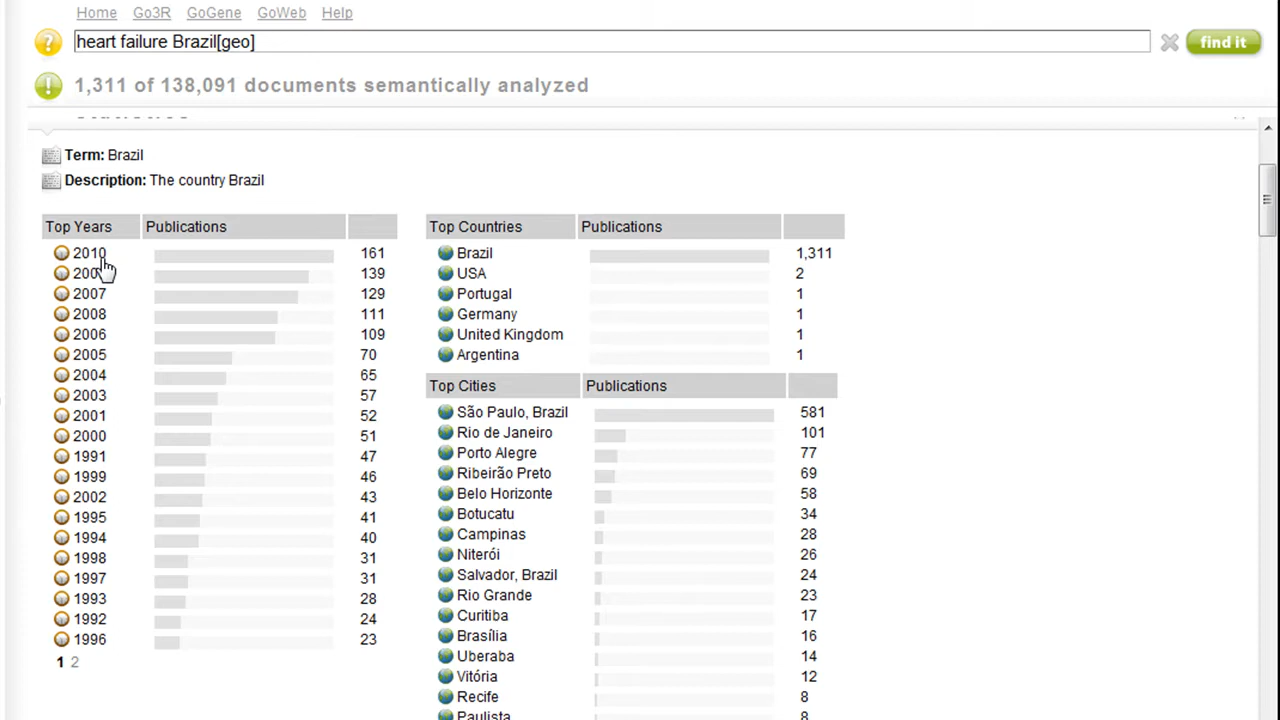 Home Go3R GoGene GoWeb Help
heart failure Brazil[geo]
find it
1,311 of 138,091 documents semantically analyzed
Term: Brazil
Description: The country Brazil
Top Years Publications
2010 161
139
2007 129
2008 111
2006 109
2005 70
2004 65
2003 57
2001 52
2000 51
1991 47
1999 46
2002 43
1995 41
1994 40
1998 31
1997 31
1993 28
1992 24
1996 23
1 2
Top Countries Publications
Brazil 1,311
USA 2
Portugal 1
Germany 1
United Kingdom 1
Argentina 1
Top Cities Publications
São Paulo, Brazil 581
Rio de Janeiro 101
Porto Alegre 77
Ribeirão Preto 69
Belo Horizonte 58
Botucatu 34
Campinas 28
Niterói 26
Salvador, Brazil 24
Rio Grande 23
Curitiba 17
Brasília 16
Uberaba 14
Vitória 12
Recife 8
Paulista 8